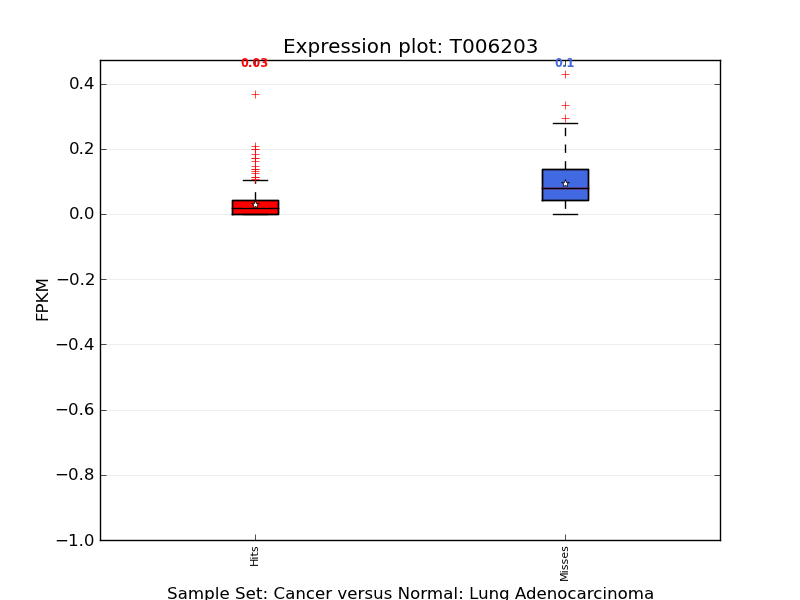 Expression plot: T006203
0.03 0.1
0.4
0.2
0.0
−0.2
−0.4
−0.6
−0.8
−1.0
FPKM
Hits
Misses
Sample Set: Cancer versus Normal: Lung Adenocarcinoma